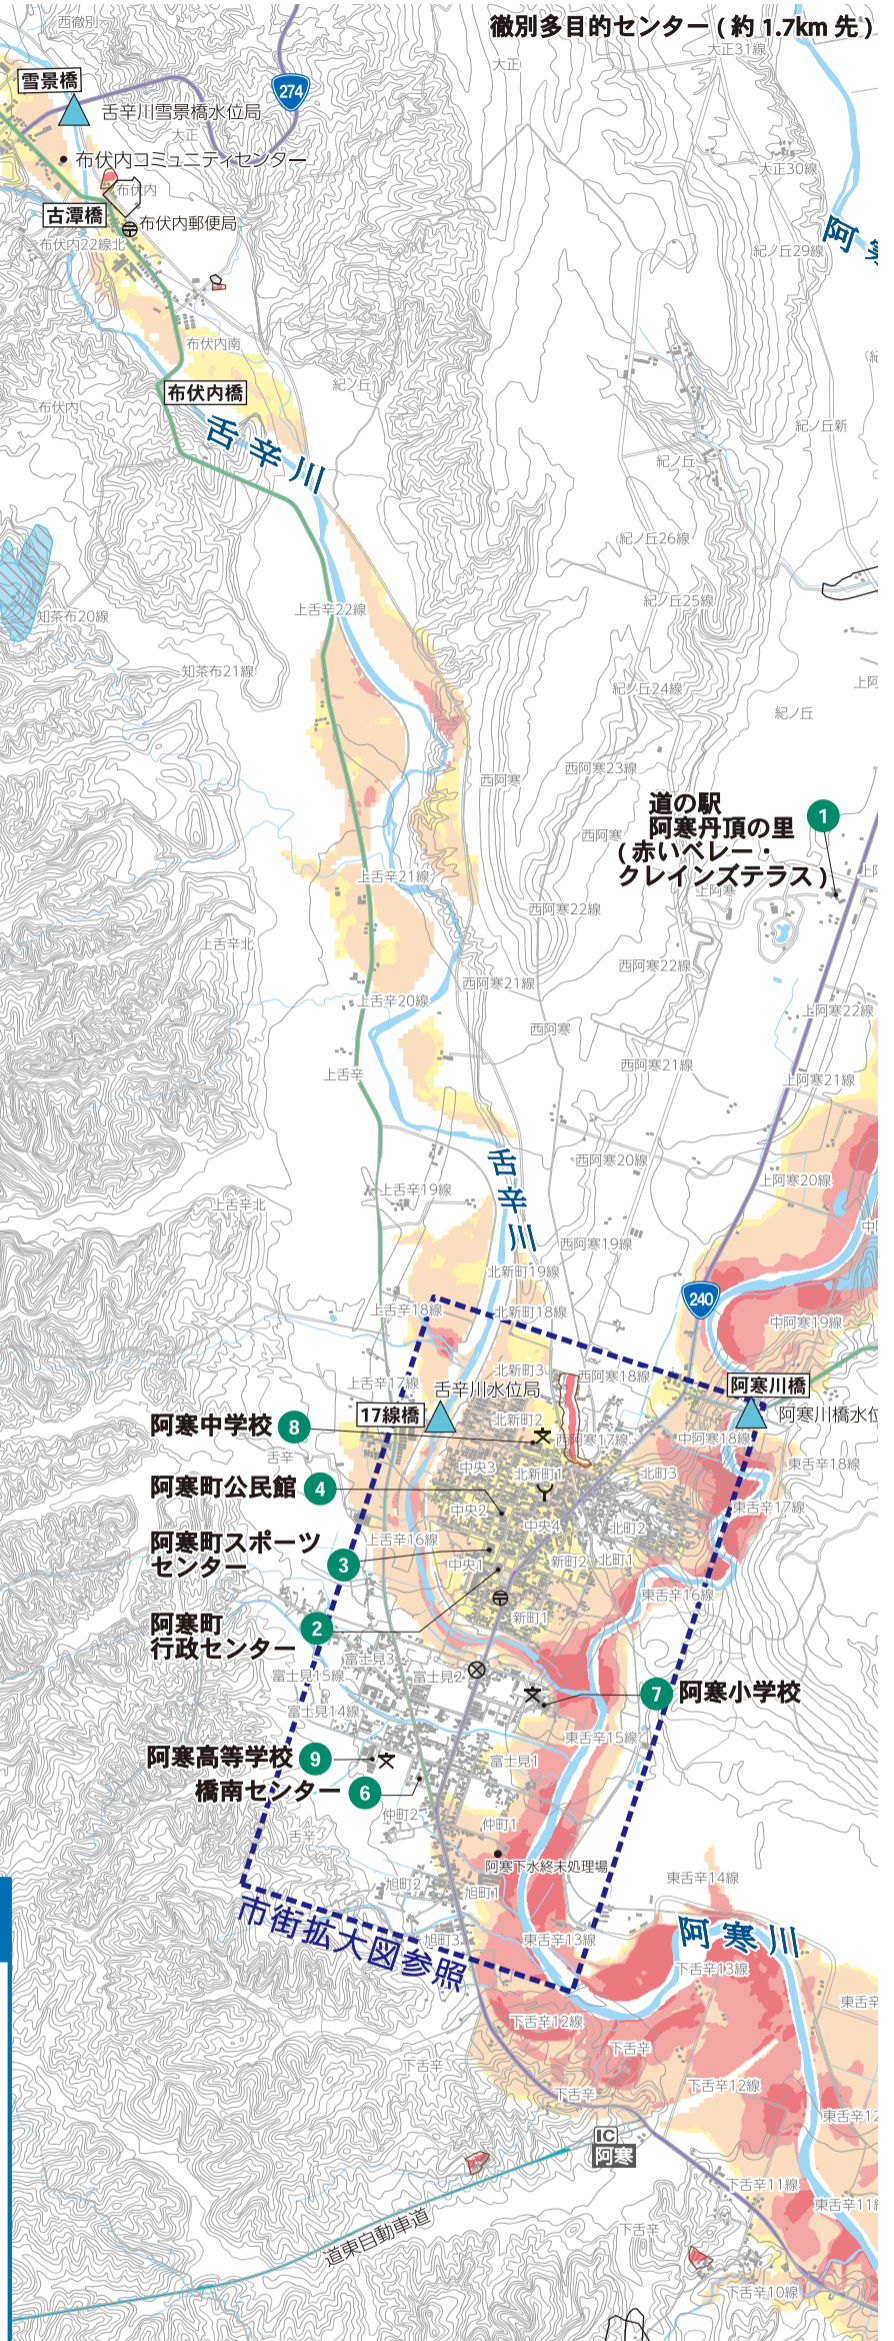 徹別多目的センター ( 約 1.7km 先 )
西徹別
大正31線
大正
雪景橋
274
舌辛川雪景橋水位局
大正
布伏内コミュニティセンター
大正30線
布伏内
古潭橋
布伏内郵便局
布伏内22線北
紀ノ丘29線
阿寒
布伏内南
紀ノ丘
布伏内橋
布伏内
舌辛川
紀ノ丘新
紀ノ丘
紀ノ丘26線
知茶布20線
上舌辛22線
紀ノ丘25線
知茶布21線
紀ノ丘24線
紀ノ丘
西阿寒
西阿寒23線
道の駅
阿寒丹頂の里
( 赤いベレー・
クレインズテラス )
1
西阿寒
上阿寒
上舌辛21線
西阿寒22線
上舌辛北
西阿寒22線
西阿寒21線
上舌辛20線
上阿寒22線
西阿寒
西阿寒21線
上舌辛
上阿寒21線
舌辛川
西阿寒20線
上阿寒20線
上舌辛19線
上舌辛北
西阿寒19線
北新町19線
240
上舌辛18線
北新町18線
中阿寒19線
北新町3
西阿寒18線
上舌辛17線
舌辛川水位局
阿寒川橋
17線橋
阿寒川橋水位
阿寒中学校
8
北新町2
西阿寒17線
中阿寒18線
舌辛
中央3
北新町1
北町3
東舌辛18線
阿寒町公民館
4
中央2
東舌辛17線
中央4
北町2
阿寒町スポーツ
センター
3
上舌辛16線
中央1
新町2
北町1
東舌辛16線
阿寒町
行政センター
2
新町1
富士見3
富士見15線
富士見2
富士見14線
7
阿寒小学校
東舌辛15線
阿寒高等学校
9
富士見1
橋南センター
6
仲町2
仲町1
舌辛
阿寒下水終末処理場
旭町2
旭町1
東舌辛14線
市街拡大図参照
旭町3
東舌辛13線
阿寒川
下舌辛13線
下舌辛12線
下舌辛
下舌辛
下舌辛
下舌辛12線
IC
阿寒
下舌辛11線
東舌辛11線
道東自動車道
下舌辛
下舌辛10線